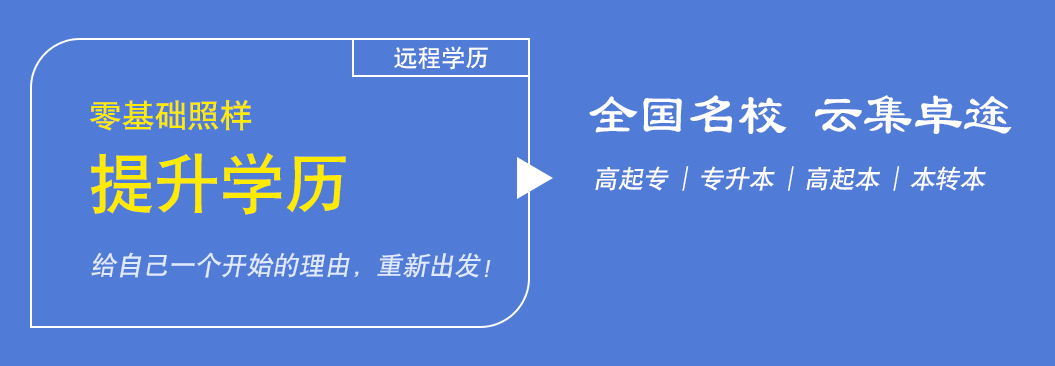 远程学历
零基础照样
提升学历
给自己一个开始的理由，重新出发！
全国名校 云集卓途
高起专｜专升本｜高起本｜本转本